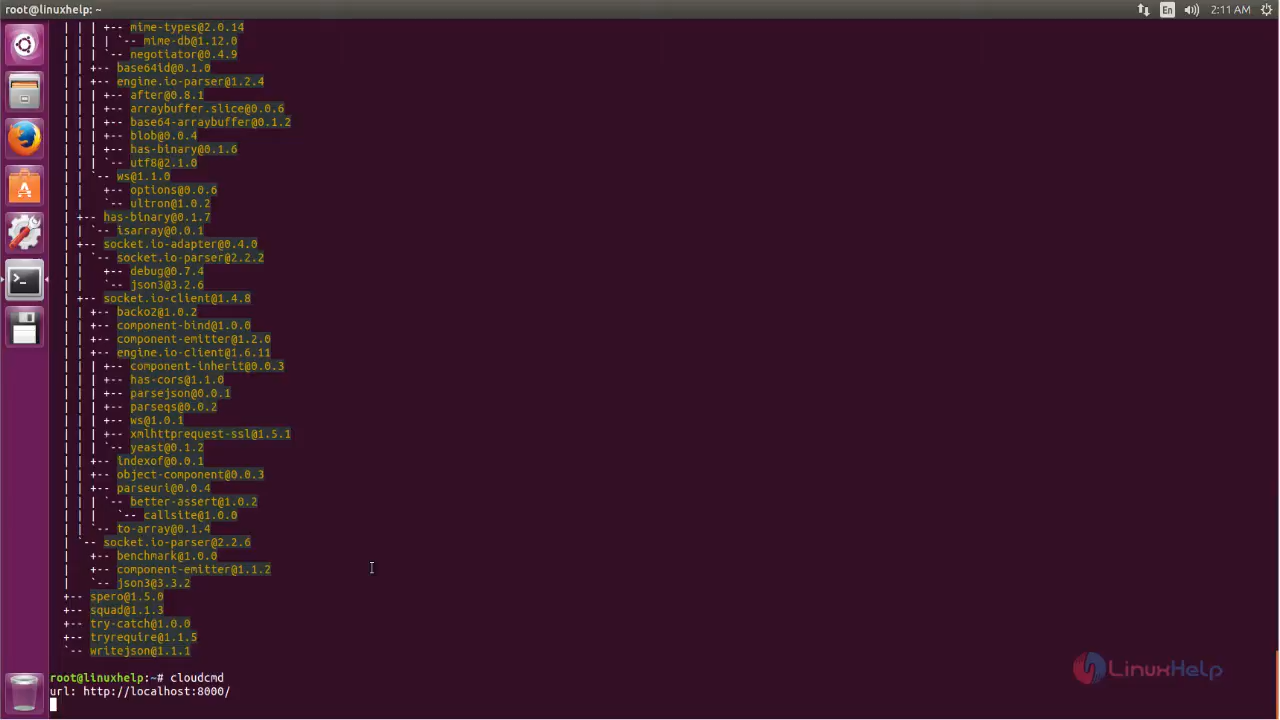 root@linuxhelp: ~
En
2:11 AM
| | | +-- mime-types@2.0.14
| | | | `-- mime-db@1.12.0
| | | `-- negotiator@0.4.9
| | +-- base64id@0.1.0
| | +-- engine.io-parser@1.2.4
| | | +-- after@0.8.1
| | | +-- arraybuffer.slice@0.0.6
| | | +-- base64-arraybuffer@0.1.2
| | | +-- blob@0.0.4
| | | +-- has-binary@0.1.6
| | | `-- utf8@2.1.0
| | `-- ws@1.1.0
| |   +-- options@0.0.6
| |   `-- ultron@1.0.2
| +-- has-binary@0.1.7
| | `-- isarray@0.0.1
| +-- socket.io-adapter@0.4.0
| | `-- socket.io-parser@2.2.2
| |   +-- debug@0.7.4
| |   `-- json3@3.2.6
| +-- socket.io-client@1.4.8
| | +-- backo2@1.0.2
| | +-- component-bind@1.0.0
| | +-- component-emitter@1.2.0
| | +-- engine.io-client@1.6.11
| | | +-- component-inherit@0.0.3
| | | +-- has-cors@1.1.0
| | | +-- parsejson@0.0.1
| | | +-- parseqs@0.0.2
| | | +-- ws@1.0.1
| | | +-- xmlhttprequest-ssl@1.5.1
| | | `-- yeast@0.1.2
| | +-- indexof@0.0.1
| | +-- object-component@0.0.3
| | +-- parseuri@0.0.4
| | | `-- better-assert@1.0.2
| | |   `-- callsite@1.0.0
| | `-- to-array@0.1.4
| `-- socket.io-parser@2.2.6
|   +-- benchmark@1.0.0
|   +-- component-emitter@1.1.2
|   `-- json3@3.3.2
+-- spero@1.5.0
+-- squad@1.1.3
+-- try-catch@1.0.0
+-- tryrequire@1.1.5
`-- writejson@1.1.1
root@linuxhelp:~# cloudcmd
url: http://localhost:8000/
LinuxHelp